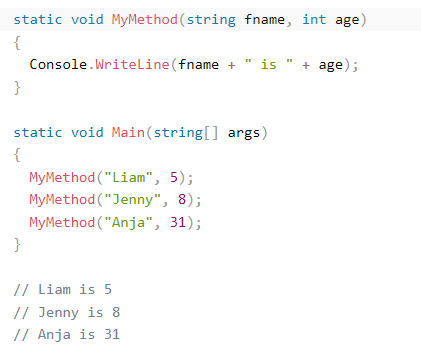 static void MyMethod(string fname, int age)
{
  Console.WriteLine(fname + " is " + age);
}

static void Main(string[] args)
{
  MyMethod("Liam", 5);
  MyMethod("Jenny", 8);
  MyMethod("Anja", 31);
}

// Liam is 5
// Jenny is 8
// Anja is 31